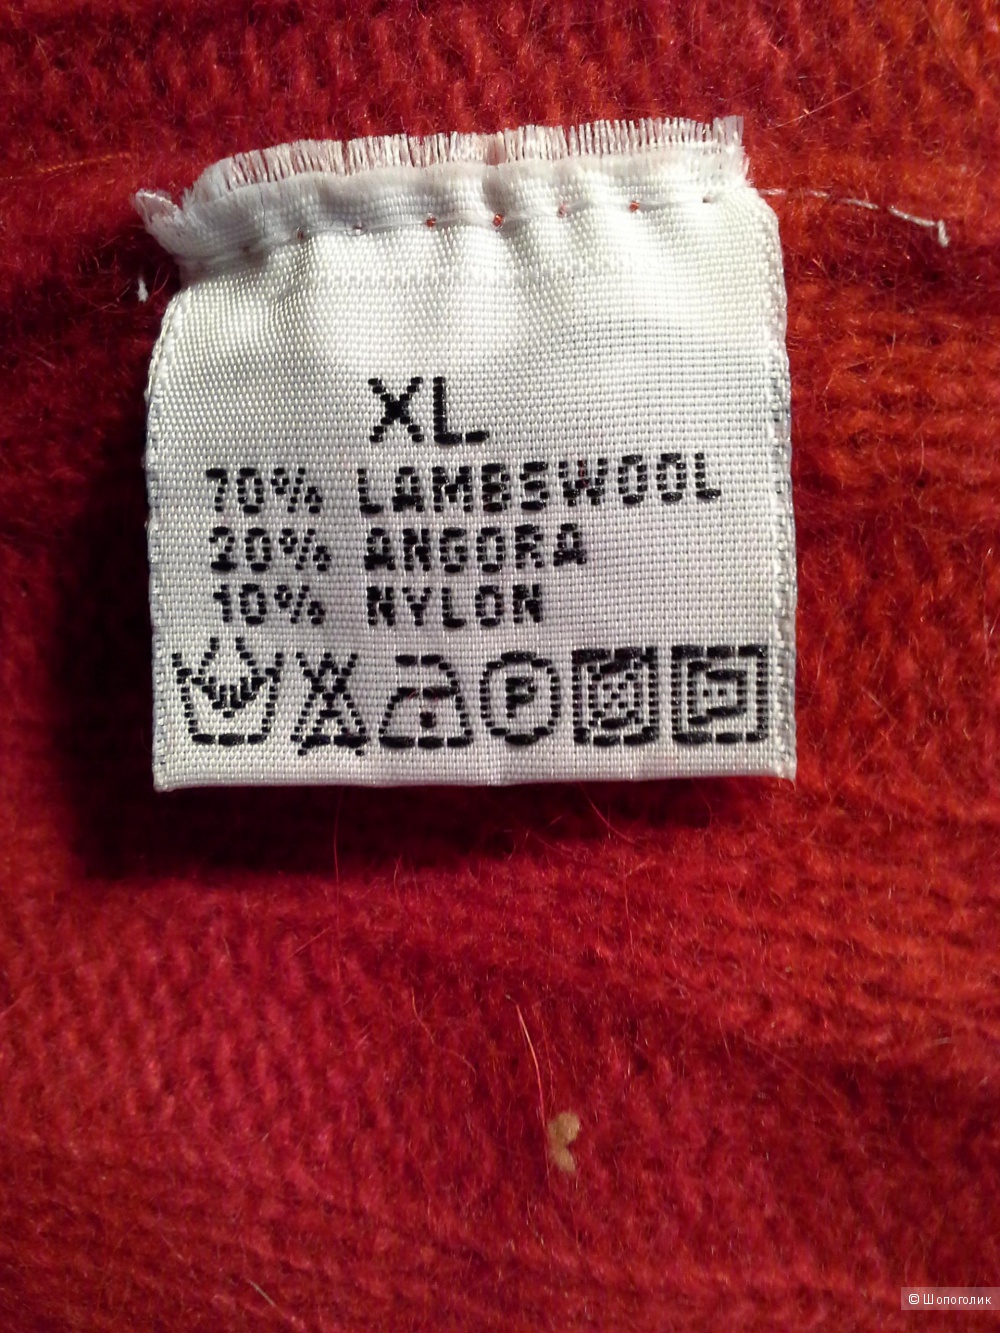 XL
70% LAMBSWOOL
20% ANGORA
10% NYLON
P
© Шопоголик